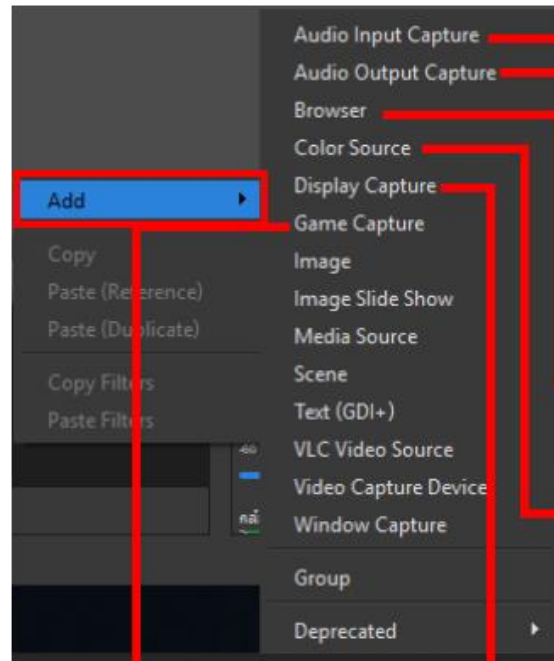 Audio Input Capture
Audio Output Capture
Browser
Color Source
Add
Display Capture
Game Capture
Copy
Image
Paste (Reference)
Image Slide Show
Paste (Duplicate)
Media Source
Copy Filters
Scene
Paste Filters
Text (GDI+)
-60
VLC Video Source
Video Capture Device
Window Capture
Group
Deprecated